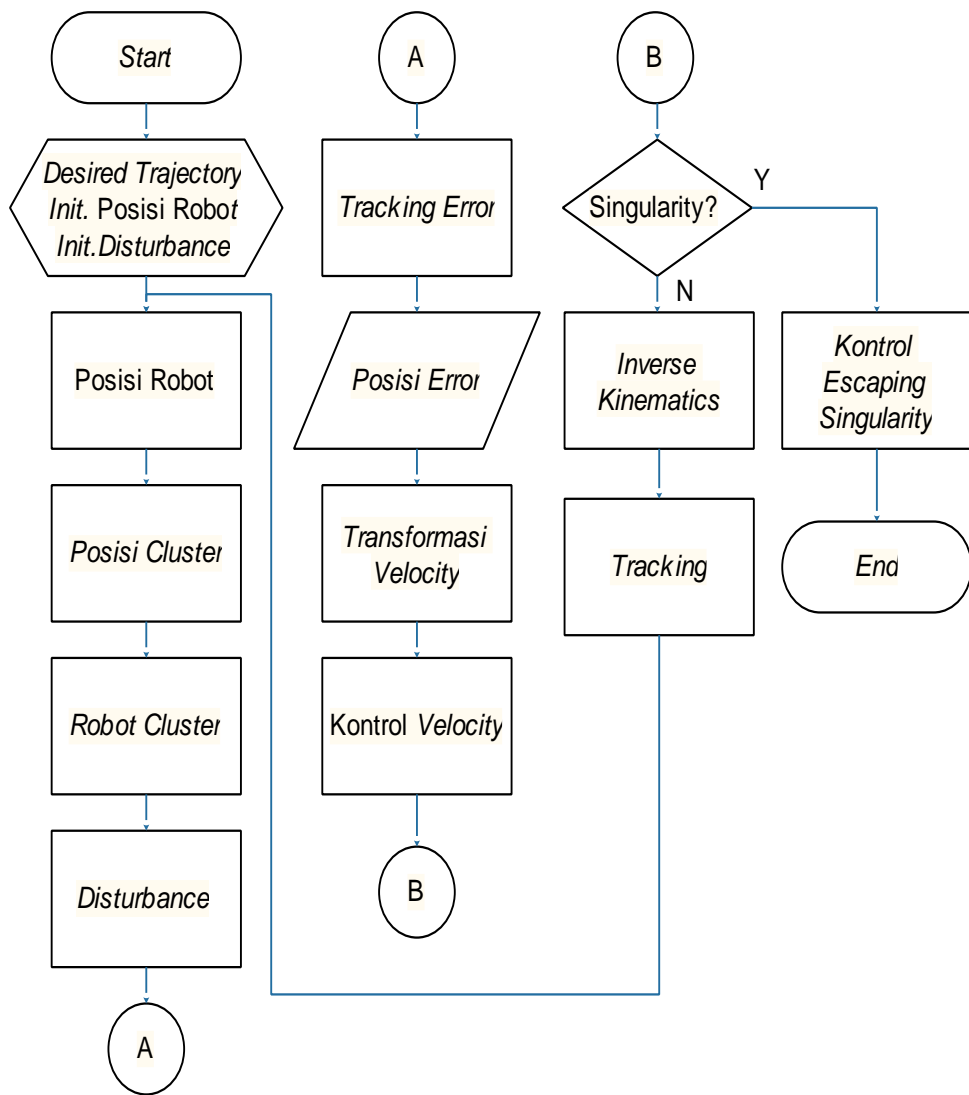 Start
Desired Trajectory
Init. Posisi Robot
Init.Disturbance
Posisi Robot
Posisi Cluster
Robot Cluster
Disturbance
A
A
Tracking Error
Posisi Error
Transformasi
Velocity
Kontrol Velocity
B
B
Singularity?
Y
N
Inverse
Kinematics
Tracking
Kontrol
Escaping
Singularity
End